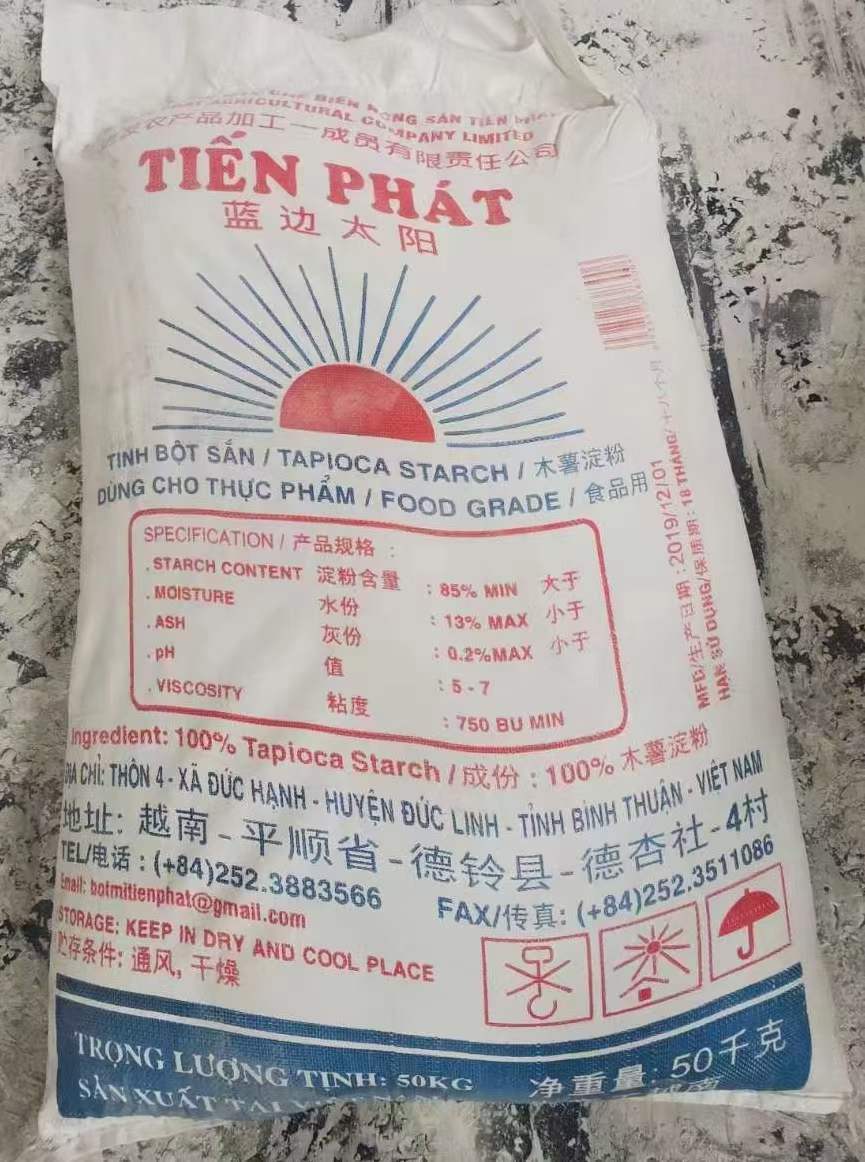 BIẾN NÔNG SẢN TIẾN
AGRICULTURAL COMPANY LIMITED
农产品加工一成员有限责任公司
TIẾN PHÁT
蓝边太阳
TINH BỘT SẮN / TAPIOCA STARCH / 木薯淀粉
DÙNG CHO THỰC PHẨM / FOOD GRADE / 食品用
SPECIFICATION / 产品规格 :
. STARCH CONTENT 淀粉含量 : 85% MIN 大于
. MOISTURE 水份 : 13% MAX 小于
. ASH 灰份 : 0.2%MAX 小于
. pH 值 : 5 - 7
. VISCOSITY 粘度 : 750 BU MIN
MFD/生产日期 : 2019/12/01
HẠN SỬ DỤNG/保质期 : 18 THÁNG/ 十八个月
Ingredient: 100% Tapioca Starch / 成份 : 100% 木薯淀粉
ĐỊA CHỈ: THÔN 4 - XÃ ĐỨC HẠNH - HUYỆN ĐỨC LINH - TỈNH BÌNH THUẬN - VIỆT NAM
地址: 越南 - 平顺省 - 德铃县 - 德杏社 - 4村
TEL/电话 : (+84)252.3883566 FAX/传真: (+84)252.3511086
Email: botmitienphat@gmail.com
STORAGE: KEEP IN DRY AND COOL PLACE
贮存条件: 通风, 干燥
TRỌNG LƯỢNG TỊNH: 50KG 净重量: 50千克
SẢN XUẤT TẠI 越南